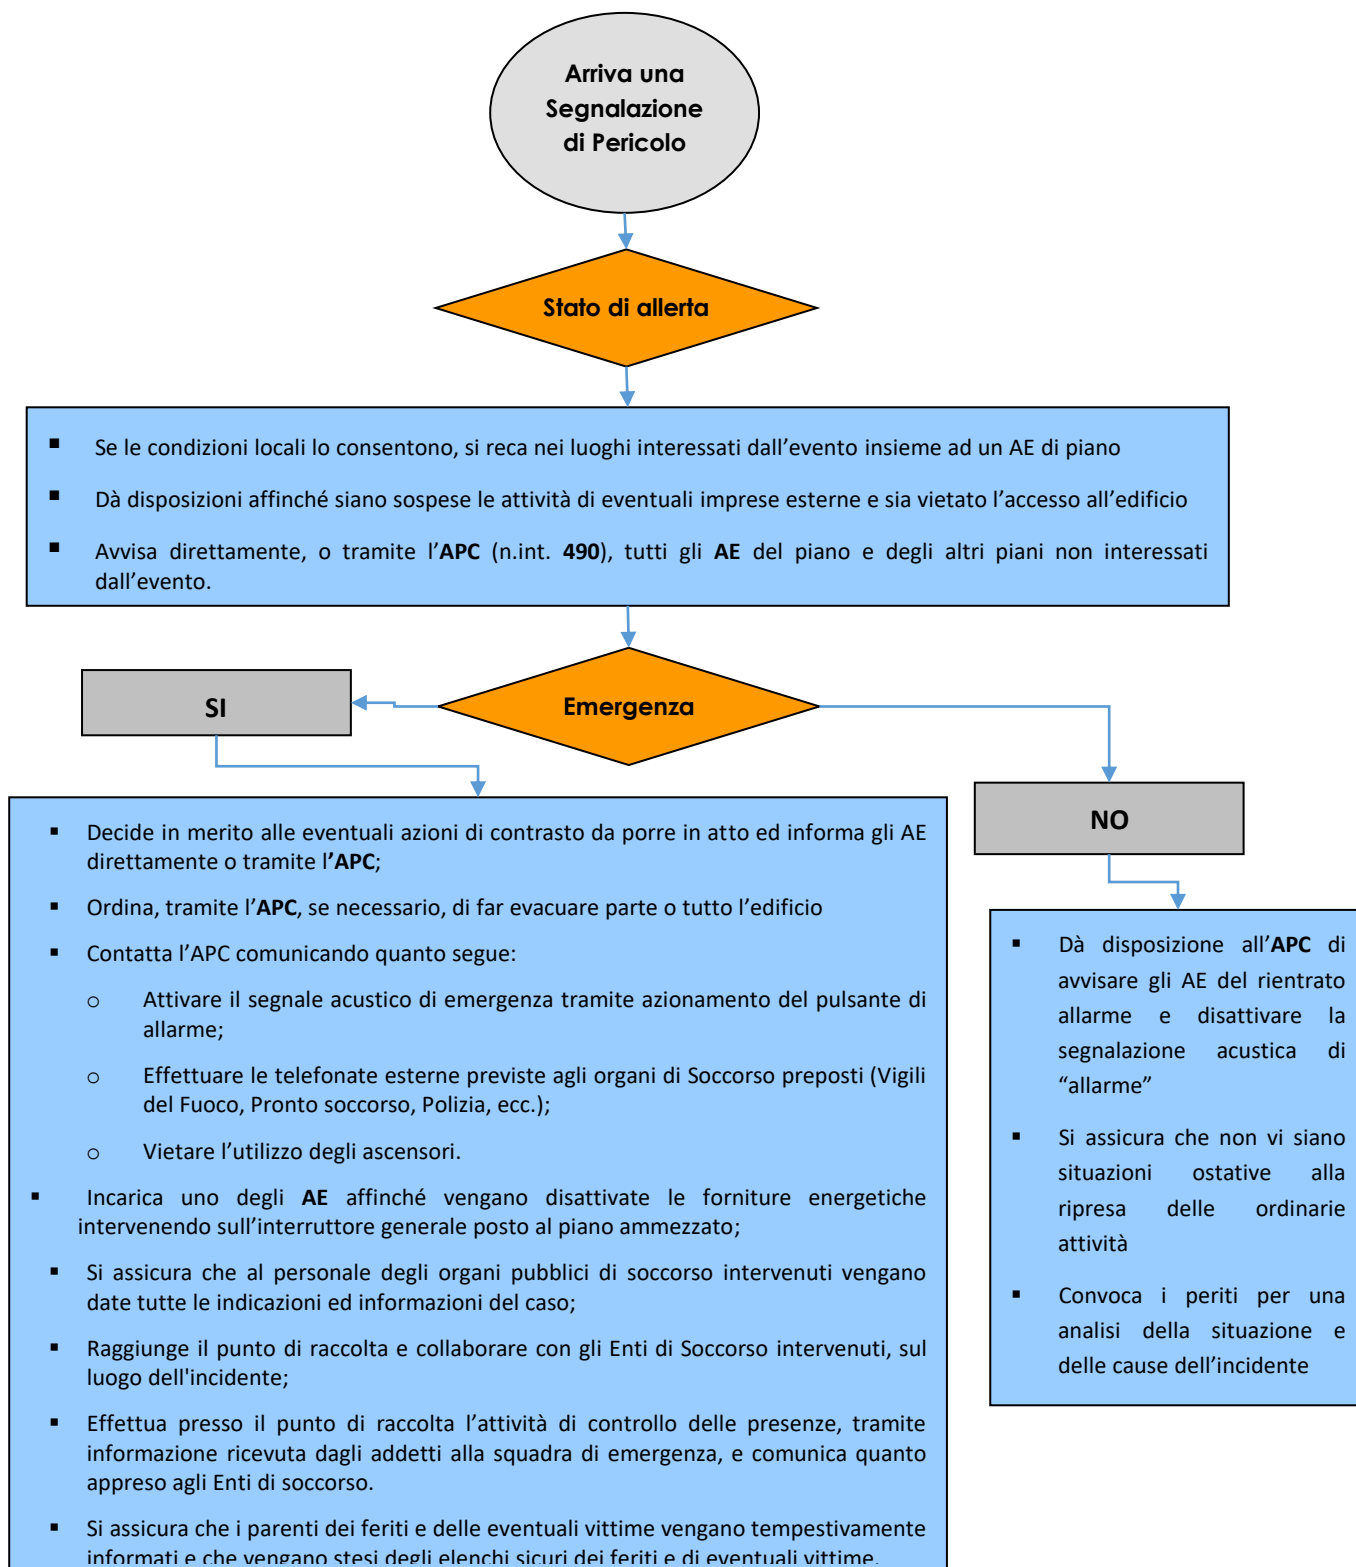 Arriva una
Segnalazione
di Pericolo
Stato di allerta
▪ Se le condizioni locali lo consentono, si reca nei luoghi interessati dall’evento insieme ad un AE di piano
▪ Dà disposizioni affinché siano sospese le attività di eventuali imprese esterne e sia vietato l’accesso all’edificio
▪ Avvisa direttamente, o tramite l’APC (n.int. 490), tutti gli AE del piano e degli altri piani non interessati
dall’evento.
Emergenza
SI
▪ Decide in merito alle eventuali azioni di contrasto da porre in atto ed informa gli AE
direttamente o tramite l’APC;
▪ Ordina, tramite l’APC, se necessario, di far evacuare parte o tutto l’edificio
▪ Contatta l’APC comunicando quanto segue:
o Attivare il segnale acustico di emergenza tramite azionamento del pulsante di
allarme;
o Effettuare le telefonate esterne previste agli organi di Soccorso preposti (Vigili
del Fuoco, Pronto soccorso, Polizia, ecc.);
o Vietare l’utilizzo degli ascensori.
▪ Incarica uno degli AE affinché vengano disattivate le forniture energetiche
intervenendo sull’interruttore generale posto al piano ammezzato;
▪ Si assicura che al personale degli organi pubblici di soccorso intervenuti vengano
date tutte le indicazioni ed informazioni del caso;
▪ Raggiunge il punto di raccolta e collaborare con gli Enti di Soccorso intervenuti, sul
luogo dell'incidente;
▪ Effettua presso il punto di raccolta l’attività di controllo delle presenze, tramite
informazione ricevuta dagli addetti alla squadra di emergenza, e comunica quanto
appreso agli Enti di soccorso.
▪ Si assicura che i parenti dei feriti e delle eventuali vittime vengano tempestivamente
informati e che vengano stesi degli elenchi sicuri dei feriti e di eventuali vittime.
NO
▪ Dà disposizione all’APC di
avvisare gli AE del rientrato
allarme e disattivare la
segnalazione acustica di
“allarme”
▪ Si assicura che non vi siano
situazioni ostative alla
ripresa delle ordinarie
attività
▪ Convoca i periti per una
analisi della situazione e
delle cause dell’incidente